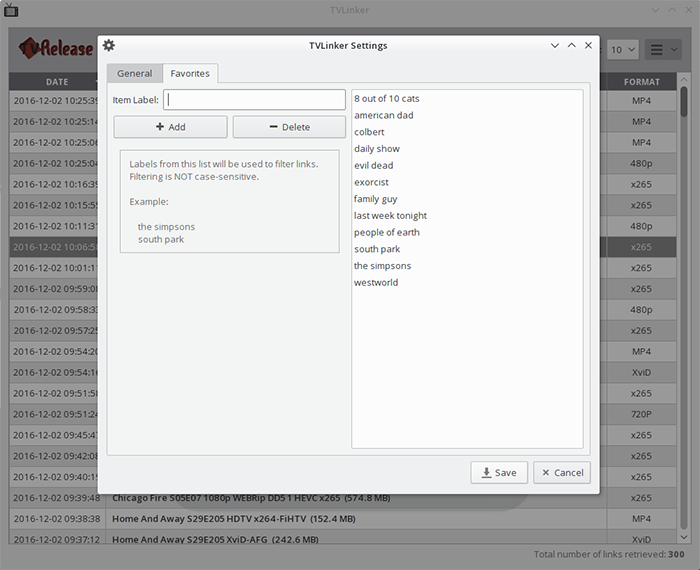 TVLinker
TvRelease
10
TVLinker Settings
General
Favorites
Item Label:
Add
Delete
Labels from this list will be used to filter links.
Filtering is NOT case-sensitive.
Example:
the simpsons
south park
8 out of 10 cats
american dad
colbert
daily show
evil dead
exorcist
family guy
last week tonight
people of earth
south park
the simpsons
westworld
Save
Cancel
DATE
FORMAT
2016-12-02 10:25:39 MP4
2016-12-02 10:25:14 MP4
2016-12-02 10:25:06 MP4
2016-12-02 10:25:04 480p
2016-12-02 10:16:39 x265
2016-12-02 10:15:55 x265
2016-12-02 10:11:31 480p
2016-12-02 10:06:58 x265
2016-12-02 10:01:11 x265
2016-12-02 09:59:08 x265
2016-12-02 09:58:33 480p
2016-12-02 09:57:25 x265
2016-12-02 09:54:20 MP4
2016-12-02 09:54:16 XviD
2016-12-02 09:51:58 x265
2016-12-02 09:51:24 720P
2016-12-02 09:45:47 x265
2016-12-02 09:42:08 x265
2016-12-02 09:40:19 x265
2016-12-02 09:39:48 Chicago Fire S05E07 1080p WEBRip DD5 1 HEVC x265 (574.8 MB) x265
2016-12-02 09:38:38 Home And Away S29E205 HDTV x264-FiHTV (152.4 MB) MP4
2016-12-02 09:37:12 Home And Away S29E205 XviD-AFG (242.6 MB) XviD
Total number of links retrieved: 300